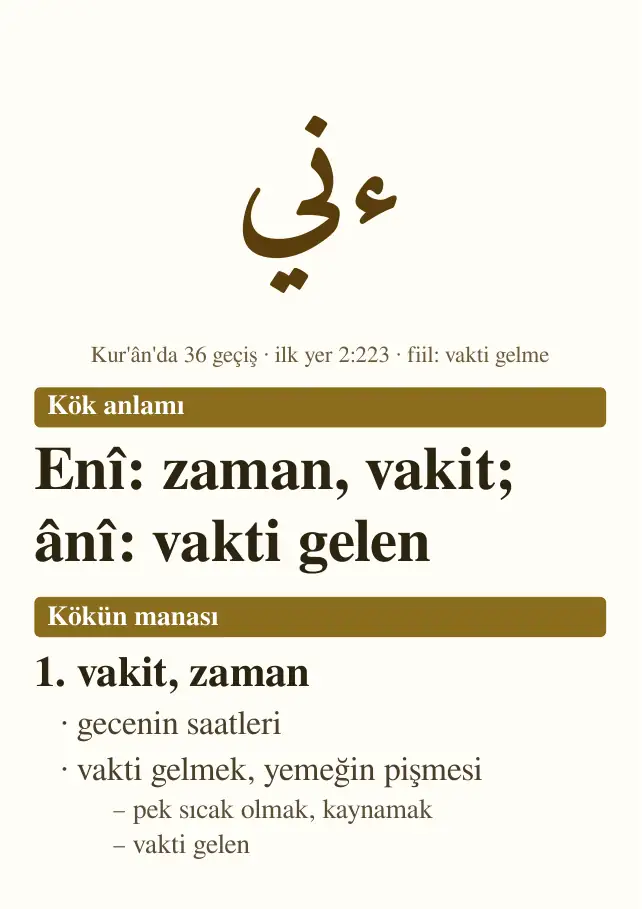 ءني
Kur'ân'da 36 geçiş · ilk yer 2:223 · fiil: vakti gelme
Kök anlamı
Enî: zaman, vakit;
ânî: vakti gelen
Kökün manası
1. vakit, zaman
· gecenin saatleri
· vakti gelmek, yemeğin pişmesi
– pek sıcak olmak, kaynamak
– vakti gelen